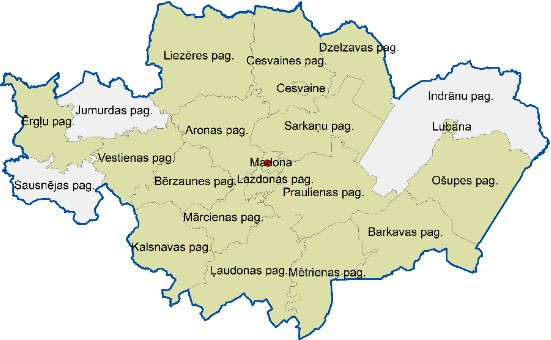 Dzelzavas pag.
Liezēres pag.
Cesvaines pag.
Cesvaine
Indrānu pag.
Jumurdas pag.
Ērgļu pag.
Aronas pag.
Sarkaņu pag.
Lubāna
Vestienas pag.
Madona
Sausnējas pag.
Bērzaunes pag.
Lazdonas pag.
Ošupes pag.
Praulienas pag.
Mārcienas pag.
Barkavas pag.
Kalsnavas pag.
Ļaudonas pag.
Mētrienas pag.